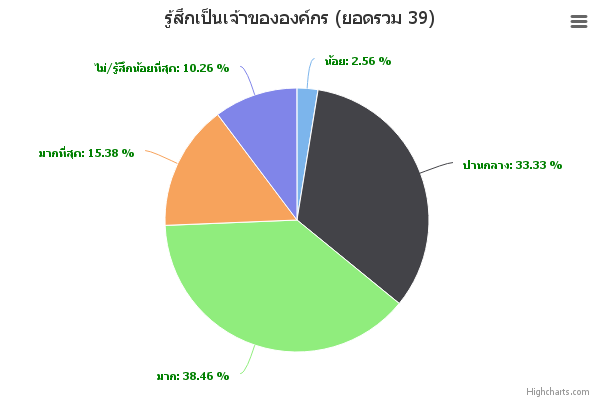 รู้สึกเป็นเจ้าขององค์กร (ยอดรวม 39)
ไม่/รู้สึกน้อยที่สุด: 10.26 %
น้อย: 2.56 %
มากที่สุด: 15.38 %
ปานกลาง: 33.33 %
มาก: 38.46 %
Highcharts.com